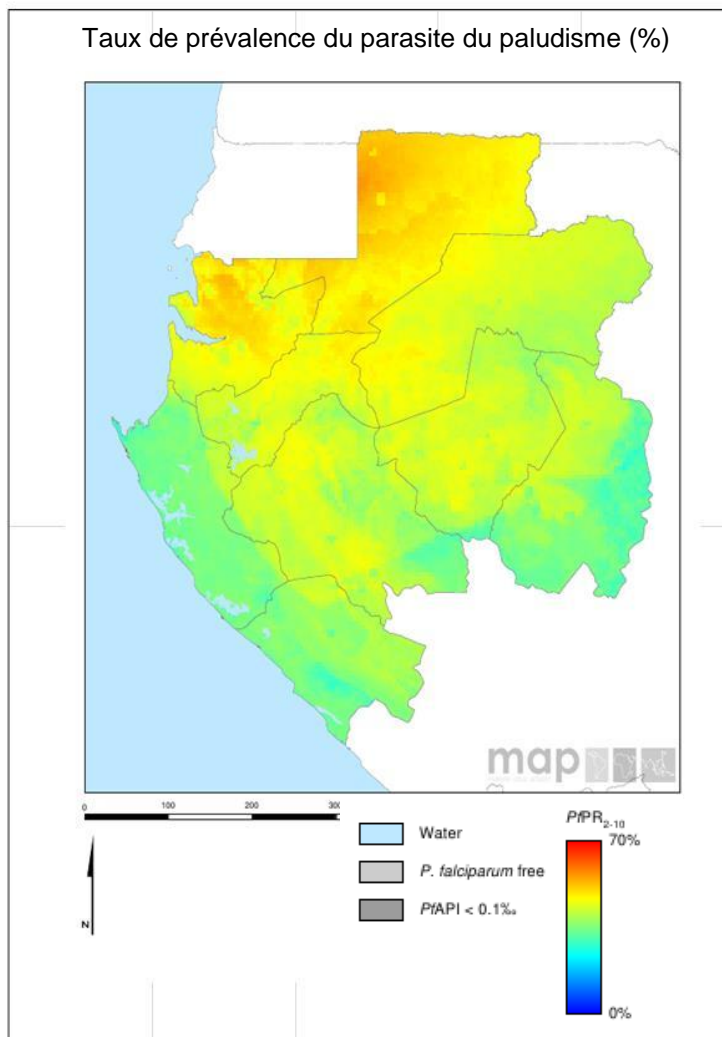 Taux de prévalence du parasite du paludisme (%)
map
0 100 200 300
Water
P. falciparum free
PfAPI < 0.1‰
N
PfPR2-10
70%
0%